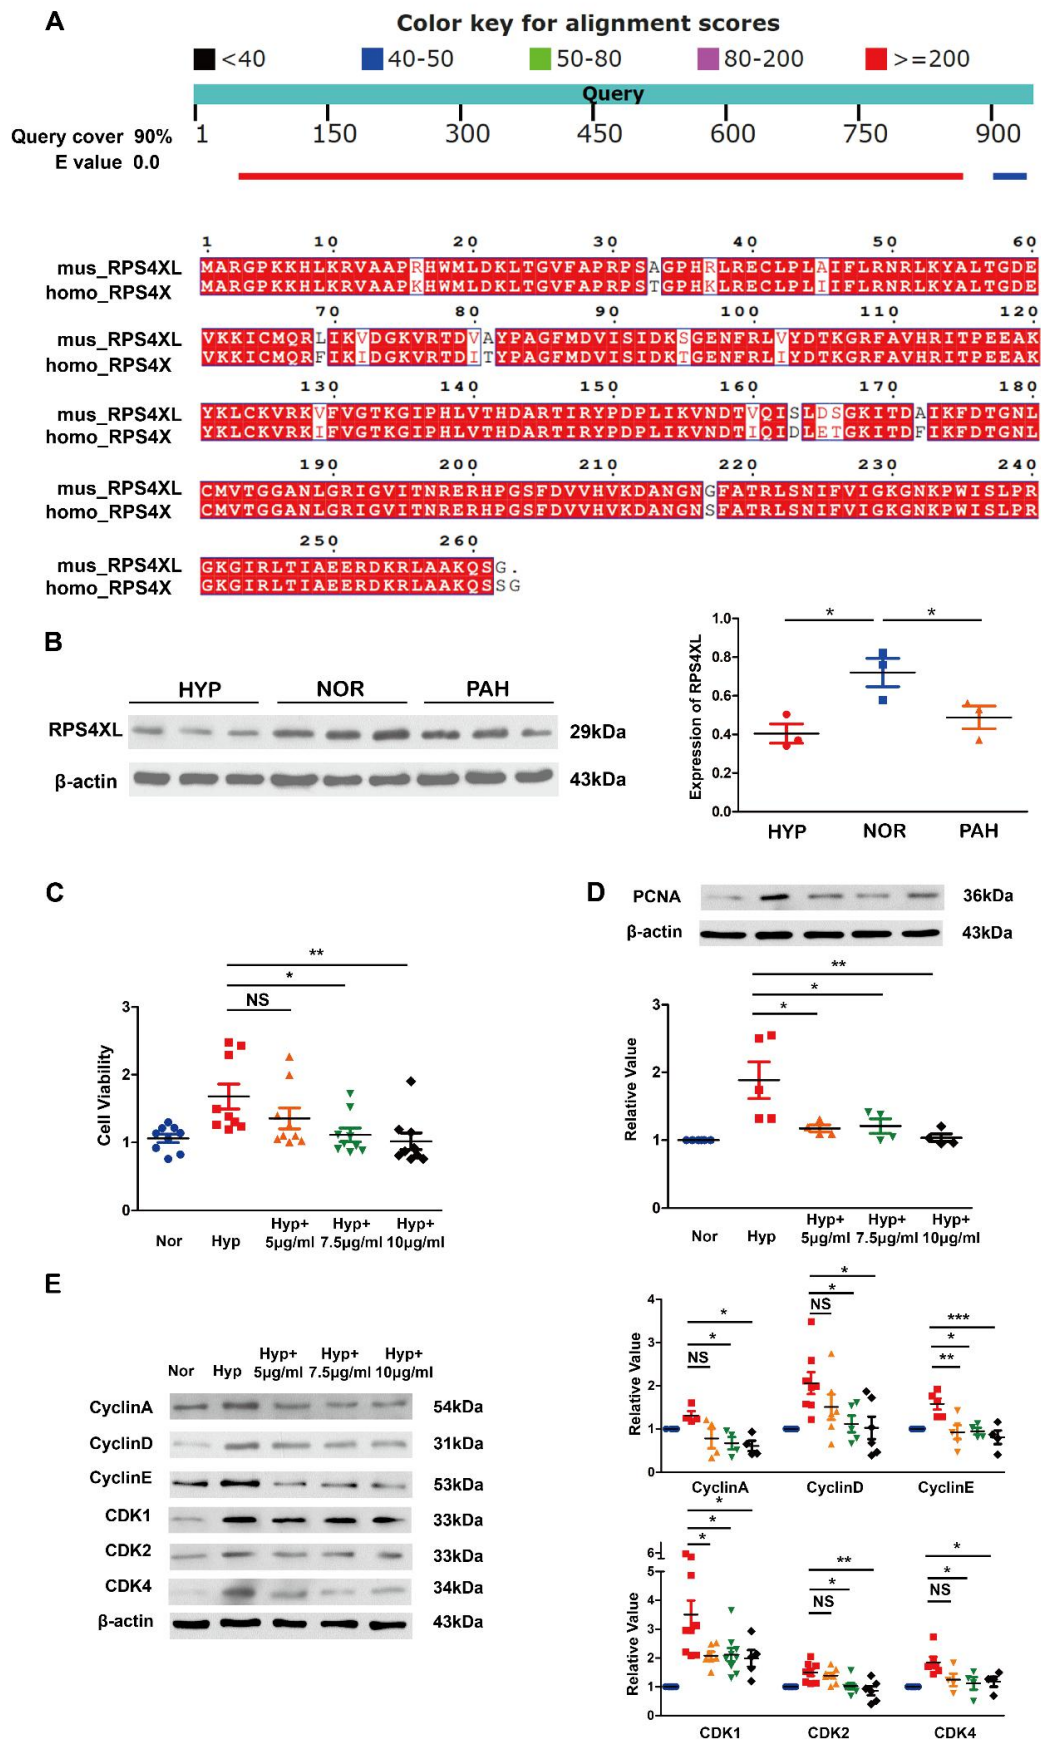 A
Color key for alignment scores
<40 40-50 50-80 80-200 >=200
Query
Query cover 90% 1 150 300 450 600 750 900
E value 0.0
1 10 20 30 40 50 60
mus_RPS4XL MARGPKKHLKRVAAPRHWMLDKLTGVFAPRPSAGPHRLRECLPLAIFLRNRLKYALTGDE
homo_RPS4X MARGPKKHLKRVAAPKHWMLDKLTGVFAPRPSTGPHKLRECLPLIIFLRNRLKYALTGDE
70 80 90 100 110 120
mus_RPS4XL VKKICMQRLIKVDGKVRTDVAYPAGFMDVISIDKSGENFRLVYDTKGRFAVHRITPEEAK
homo_RPS4X VKKICMQRFIKIDGKVRTDITYPAGFMDVISIDKTGENFRLIYDTKGRFAVHRITPEEAK
130 140 150 160 170 180
mus_RPS4XL YKLCKVRKVFVGTKGIPHLVTHDARTIRYPDPLIKVNDTVQISLDSGKITDAIKFDTGNL
homo_RPS4X YKLCKVRKIFVGTKGIPHLVTHDARTIRYPDPLIKVNDTIQIDLETGKITDFIKFDTGNL
190 200 210 220 230 240
mus_RPS4XL CMVTGGANLGRIGVITNRERHPGSFDVVHVKDANGNGFATRLSNIFVIGKGNKPWISLPR
homo_RPS4X CMVTGGANLGRIGVITNRERHPGSFDVVHVKDANGNSFATRLSNIFVIGKGNKPWISLPR
250 260
mus_RPS4XL GKGIRLTIAEERDKRLAAKQSG.
homo_RPS4X GKGIRLTIAEERDKRLAAKQSSG
B
HYP NOR PAH
RPS4XL 29kDa
β-actin 43kDa
Expression of RPS4XL
1.0
0.8
0.6
0.4
0.2
0.0
* *
HYP NOR PAH
C
**
*
NS
Cell Viability
3
2
1
0
Nor Hyp Hyp+ Hyp+ Hyp+
5μg/ml 7.5μg/ml 10μg/ml
D
PCNA 36kDa
β-actin 43kDa
**
*
*
Relative Value
3
2
1
0
Nor Hyp Hyp+ Hyp+ Hyp+
5μg/ml 7.5μg/ml 10μg/ml
E
Nor Hyp Hyp+ Hyp+ Hyp+
5μg/ml 7.5μg/ml 10μg/ml
CyclinA 54kDa
CyclinD 31kDa
CyclinE 53kDa
CDK1 33kDa
CDK2 33kDa
CDK4 34kDa
β-actin 43kDa
Relative Value
4
3
2
1
0
*
*
NS
*
*
NS
***
*
**
CyclinA CyclinD CyclinE
Relative Value
6
5
4
3
2
1
0
*
*
*
**
*
NS
*
*
NS
CDK1 CDK2 CDK4